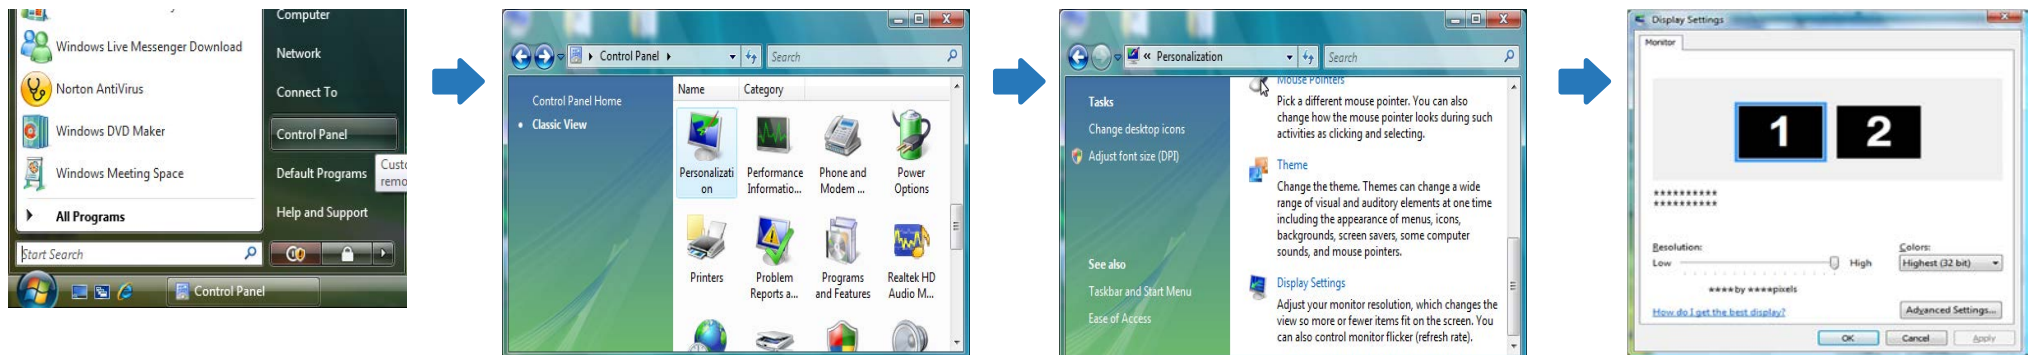 Computer
Windows Live Messenger Download
Network
Norton AntiVirus
Connect To
Windows DVD Maker
Control Panel
Windows Meeting Space
Default Programs
All Programs
Help and Support
Start Search
Control Panel
Control Panel
Search
Control Panel Home
Classic View
Name
Category
Personalizati
on
Performance
Informatio...
Phone and
Modem ...
Power
Options
Printers
Problem
Reports a...
Programs
and Features
Realtek HD
Audio M...
« Personalization
Search
Tasks
Change desktop icons
Adjust font size (DPI)
See also
Taskbar and Start Menu
Ease of Access
Mouse Pointers
Pick a different mouse pointer. You can also
change how the mouse pointer looks during such
activities as clicking and selecting.
Theme
Change the theme. Themes can change a wide
range of visual and auditory elements at one time
including the appearance of menus, icons,
backgrounds, screen savers, some computer
sounds, and mouse pointers.
Display Settings
Adjust your monitor resolution, which changes the
view so more or fewer items fit on the screen. You
can also control monitor flicker (refresh rate).
Display Settings
Monitor
1
2
**********
**********
Resolution:
Low
High
****by ****pixels
Colors:
Highest (32 bit)
How do I get the best display?
Advanced Settings...
OK
Cancel
Apply